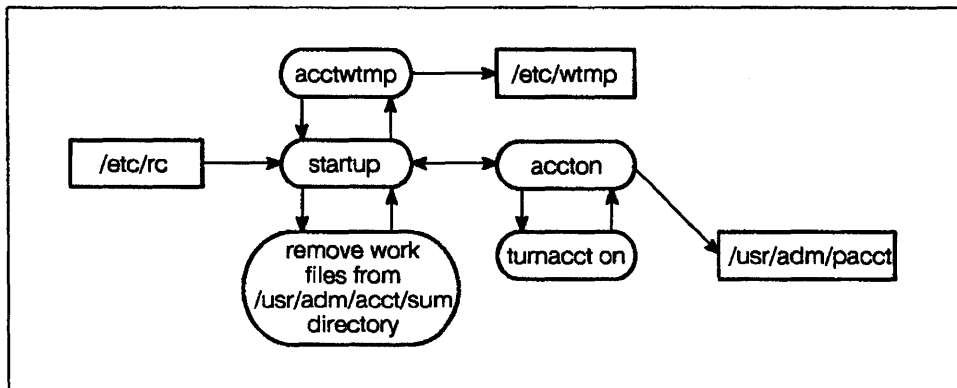 acctwtmp
/etc/wtmp
/etc/rc
startup
accton
remove work
files from
/usr/adm/acct/sum
directory
turnacct on
/usr/adm/pacct